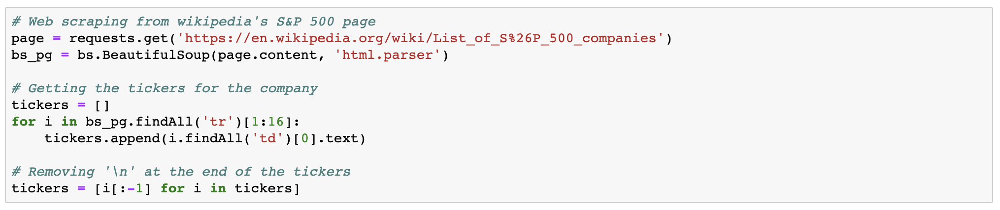 # Web scraping from wikipedia's S&P 500 page
page = requests.get('https://en.wikipedia.org/wiki/List_of_S%26P_500_companies')
bs_pg = bs.BeautifulSoup(page.content, 'html.parser')
# Getting the tickers for the company
tickers = []
for i in bs_pg.findAll('tr')[1:16]:
    tickers.append(i.findAll('td')[0].text)
# Removing '\n' at the end of the tickers
tickers = [i[:-1] for i in tickers]